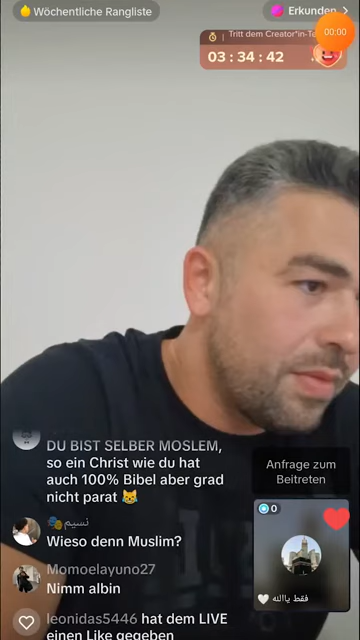 Wöchentliche Rangliste
Erkunden
00:00
Tritt dem Creator*in-Te
03:34:42
DU BIST SELBER MOSLEM,
so ein Christ wie du hat
auch 100% Bibel aber grad
nicht parat 😹
نسيم🎭
Wieso denn Muslim?
Momoelayuno27
Nimm albin
leonidas5446 hat dem LIVE
einen Like gegeben
Anfrage zum
Beitreten
0
فقط ياالله